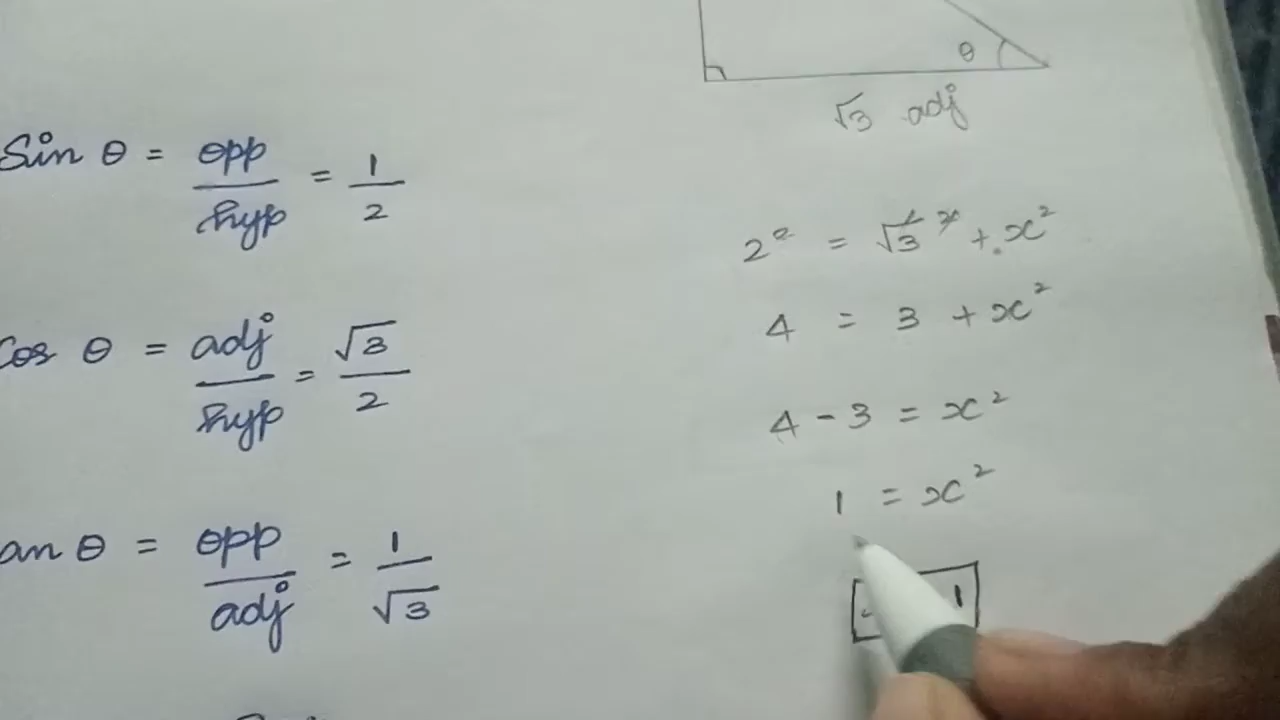 θ
√3 adj
Sin θ = opp/hyp = 1/2
Cos θ = adj/hyp = √3/2
an θ = opp/adj = 1/√3
2² = √3² + x²
4 = 3 + x²
4 - 3 = x²
1 = x²
1